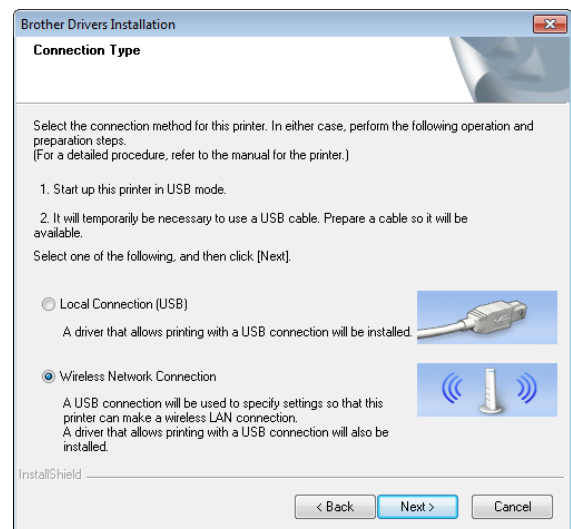 Brother Drivers Installation
Connection Type
Select the connection method for this printer. In either case, perform the following operation and
preparation steps.
(For a detailed procedure, refer to the manual for the printer.)
1. Start up this printer in USB mode.
2. It will temporarily be necessary to use a USB cable. Prepare a cable so it will be
available.
Select one of the following, and then click [Next].
Local Connection (USB)
A driver that allows printing with a USB connection will be installed.
Wireless Network Connection
A USB connection will be used to specify settings so that this
printer can make a wireless LAN connection.
A driver that allows printing with a USB connection will also be
installed.
InstallShield
< Back Next > Cancel